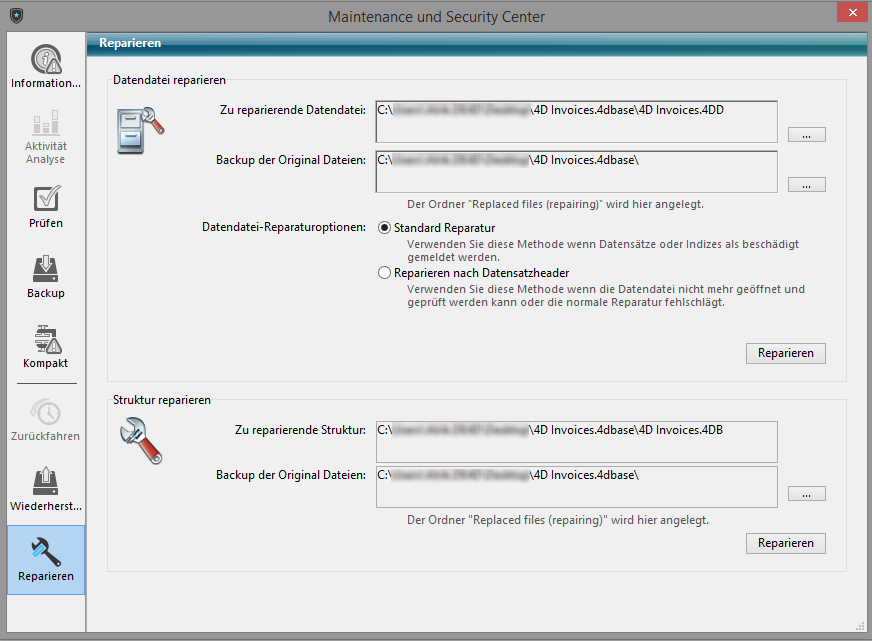 Maintenance und Security Center
Reparieren
Information...
Aktivität
Analyse
Prüfen
Backup
Kompakt
Zurückfahren
Wiederherst...
Reparieren
Datendatei reparieren
Zu reparierende Datendatei: C:\ \4D Invoices.4dbase\4D Invoices.4DD
...
Backup der Original Dateien: C:\ \4D Invoices.4dbase\
...
Der Ordner "Replaced files (repairing)" wird hier angelegt.
Datendatei-Reparaturoptionen: Standard Reparatur
Verwenden Sie diese Methode wenn Datensätze oder Indizes als beschädigt
gemeldet werden.
Reparieren nach Datensatzheader
Verwenden Sie diese Methode wenn die Datendatei nicht mehr geöffnet und
geprüft werden kann oder die normale Reparatur fehlschlägt.
Reparieren
Struktur reparieren
Zu reparierende Struktur: C:\ \4D Invoices.4dbase\4D Invoices.4DB
Backup der Original Dateien: C:\ \4D Invoices.4dbase\
...
Der Ordner "Replaced files (repairing)" wird hier angelegt.
Reparieren